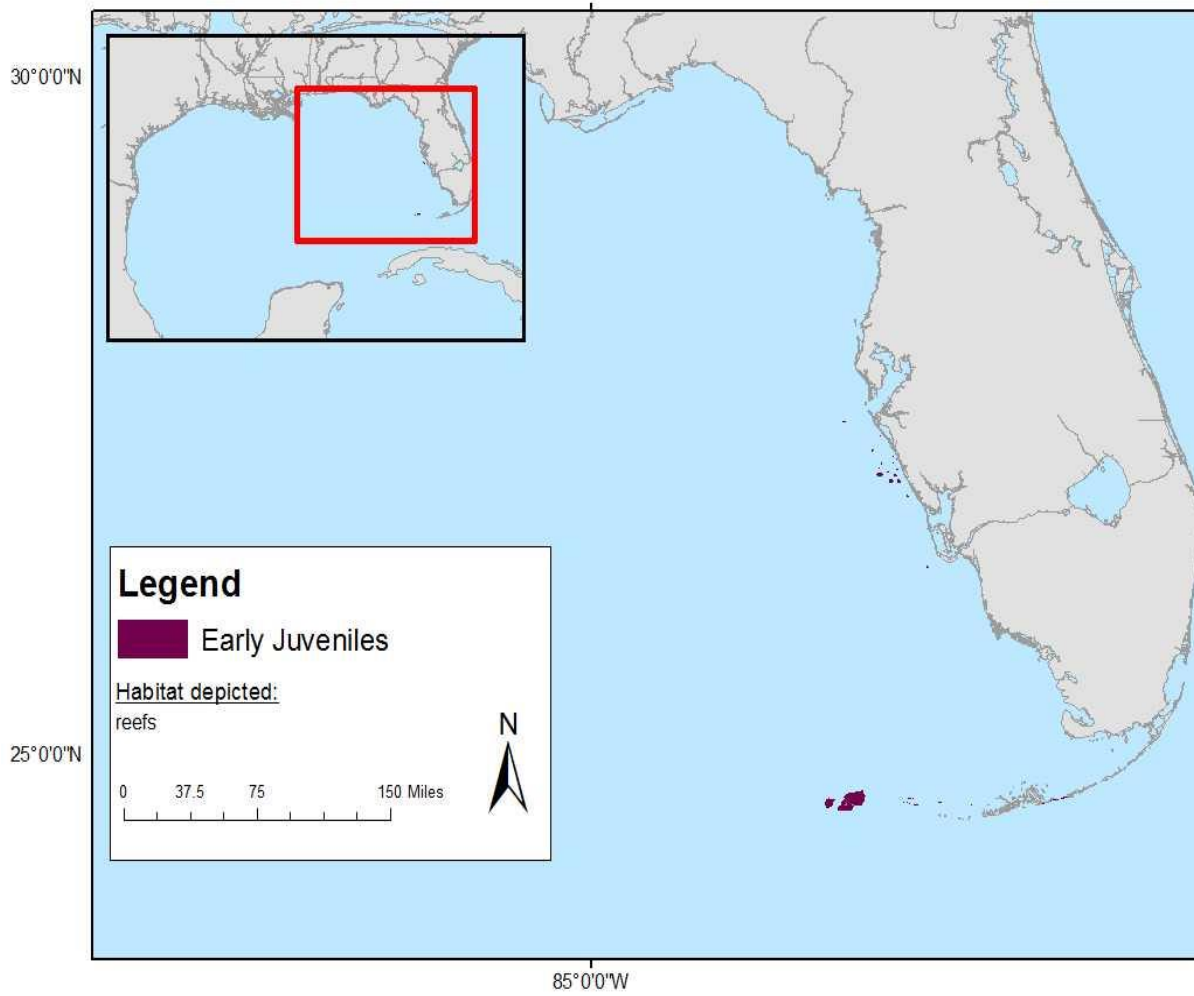 30°0'0"N
Legend
Early Juveniles
Habitat depicted:
reefs
N
0 37.5 75 150 Miles
25°0'0"N
85°0'0"W